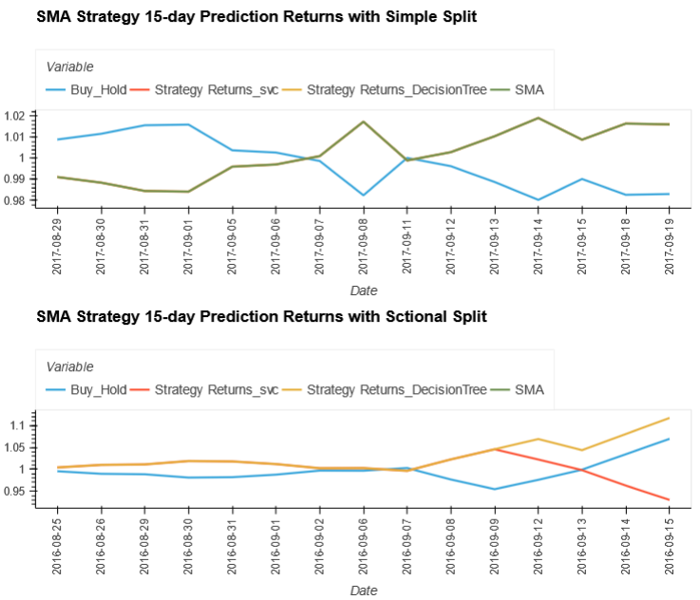 SMA Strategy 15-day Prediction Returns with Simple Split
Variable
Buy_Hold Strategy Returns_svc Strategy Returns_DecisionTree SMA
1.02
1.01
1
0.99
0.98
2017-08-29 2017-08-30 2017-08-31 2017-09-01 2017-09-05 2017-09-06 2017-09-07 2017-09-08 2017-09-11 2017-09-12 2017-09-13 2017-09-14 2017-09-15 2017-09-18 2017-09-19
Date
SMA Strategy 15-day Prediction Returns with Sctional Split
Variable
Buy_Hold Strategy Returns_svc Strategy Returns_DecisionTree SMA
1.1
1.05
1
0.95
2016-08-25 2016-08-26 2016-08-29 2016-08-30 2016-08-31 2016-09-01 2016-09-02 2016-09-06 2016-09-07 2016-09-08 2016-09-09 2016-09-12 2016-09-13 2016-09-14 2016-09-15
Date